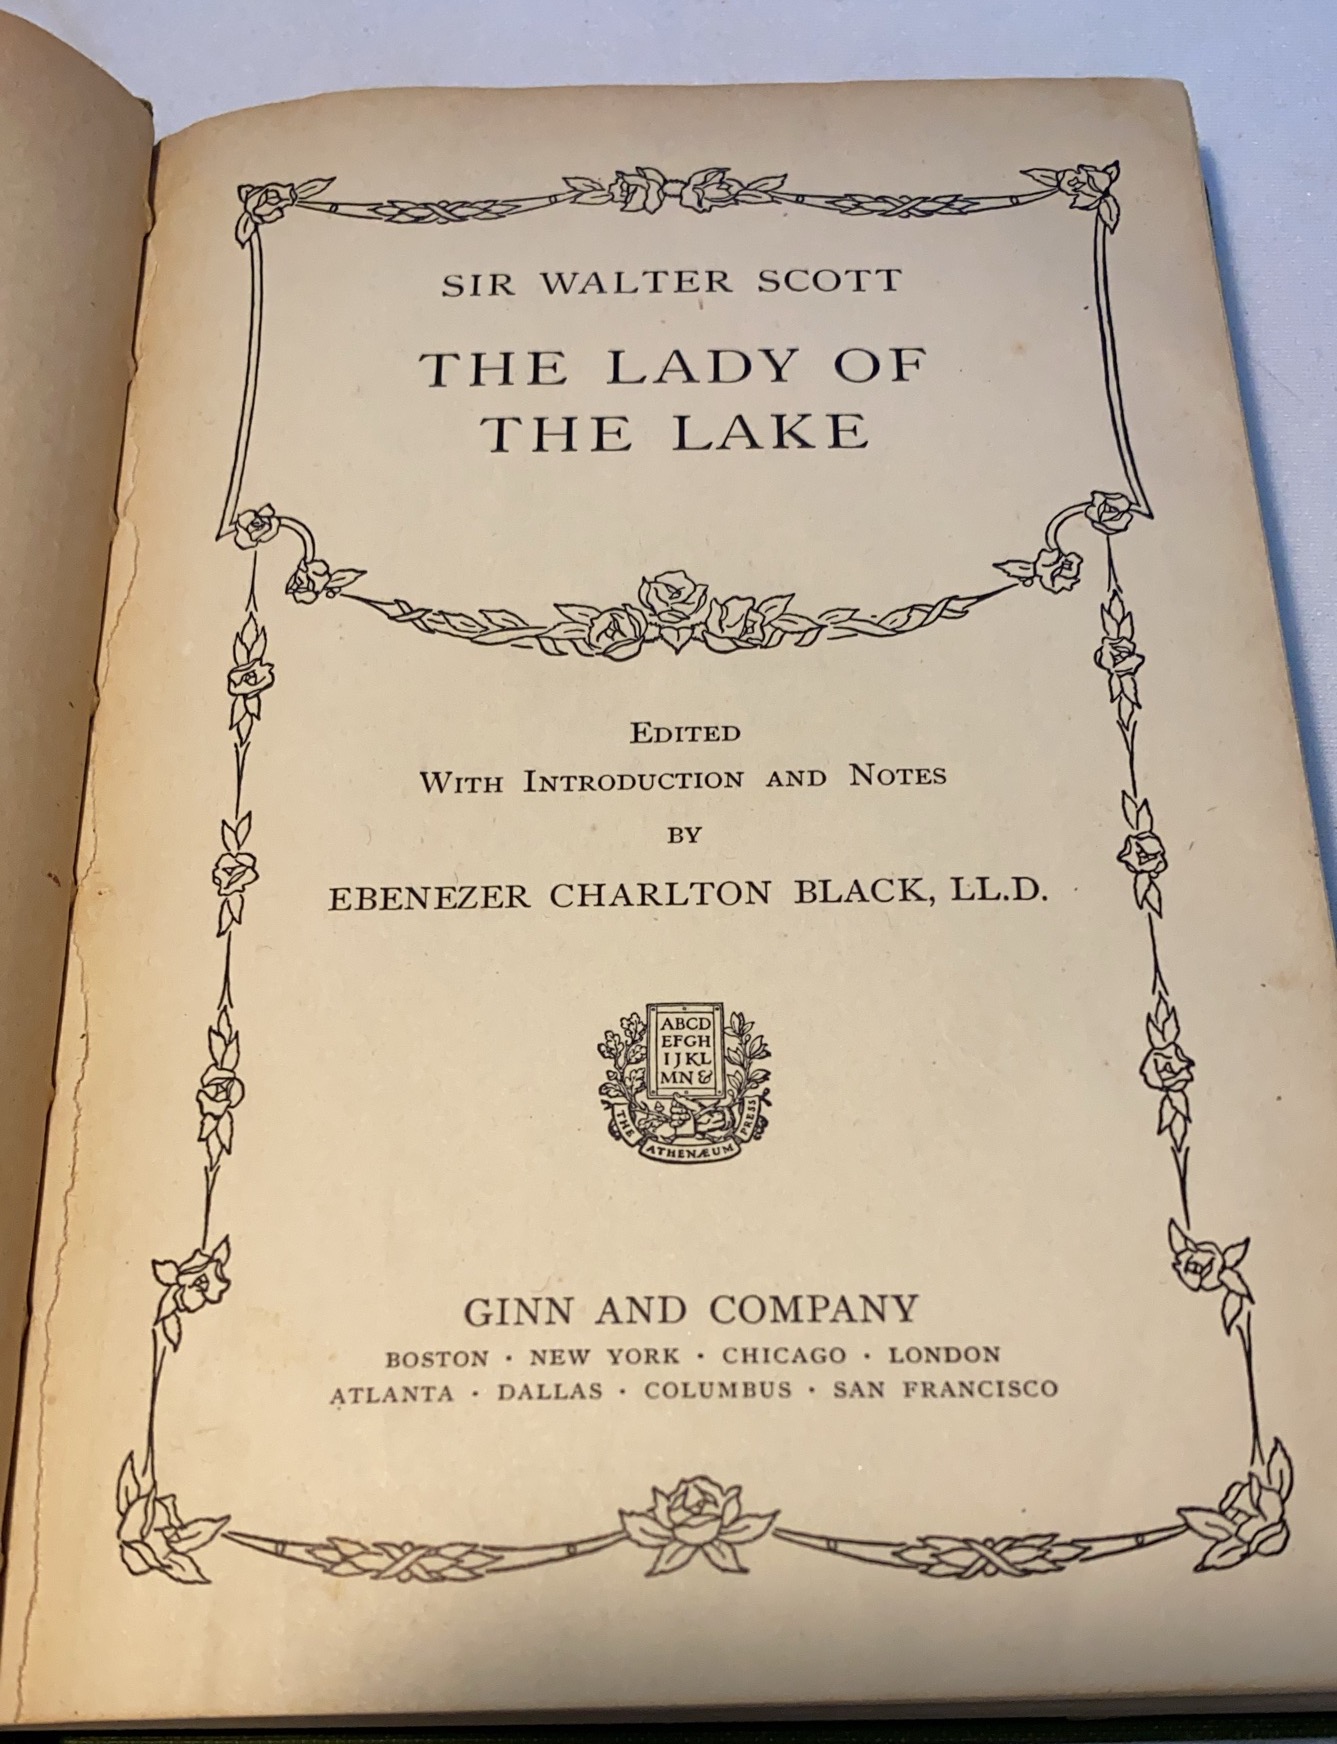 SIR WALTER SCOTT
THE LADY OF
THE LAKE
EDITED
WITH INTRODUCTION AND NOTES
BY
EBENEZER CHARLTON BLACK, LL.D.
ABCD
EFGH
IJKL
MN&
THE ATHENÆUM PRESS
GINN AND COMPANY
BOSTON · NEW YORK · CHICAGO · LONDON
ATLANTA · DALLAS · COLUMBUS · SAN FRANCISCO